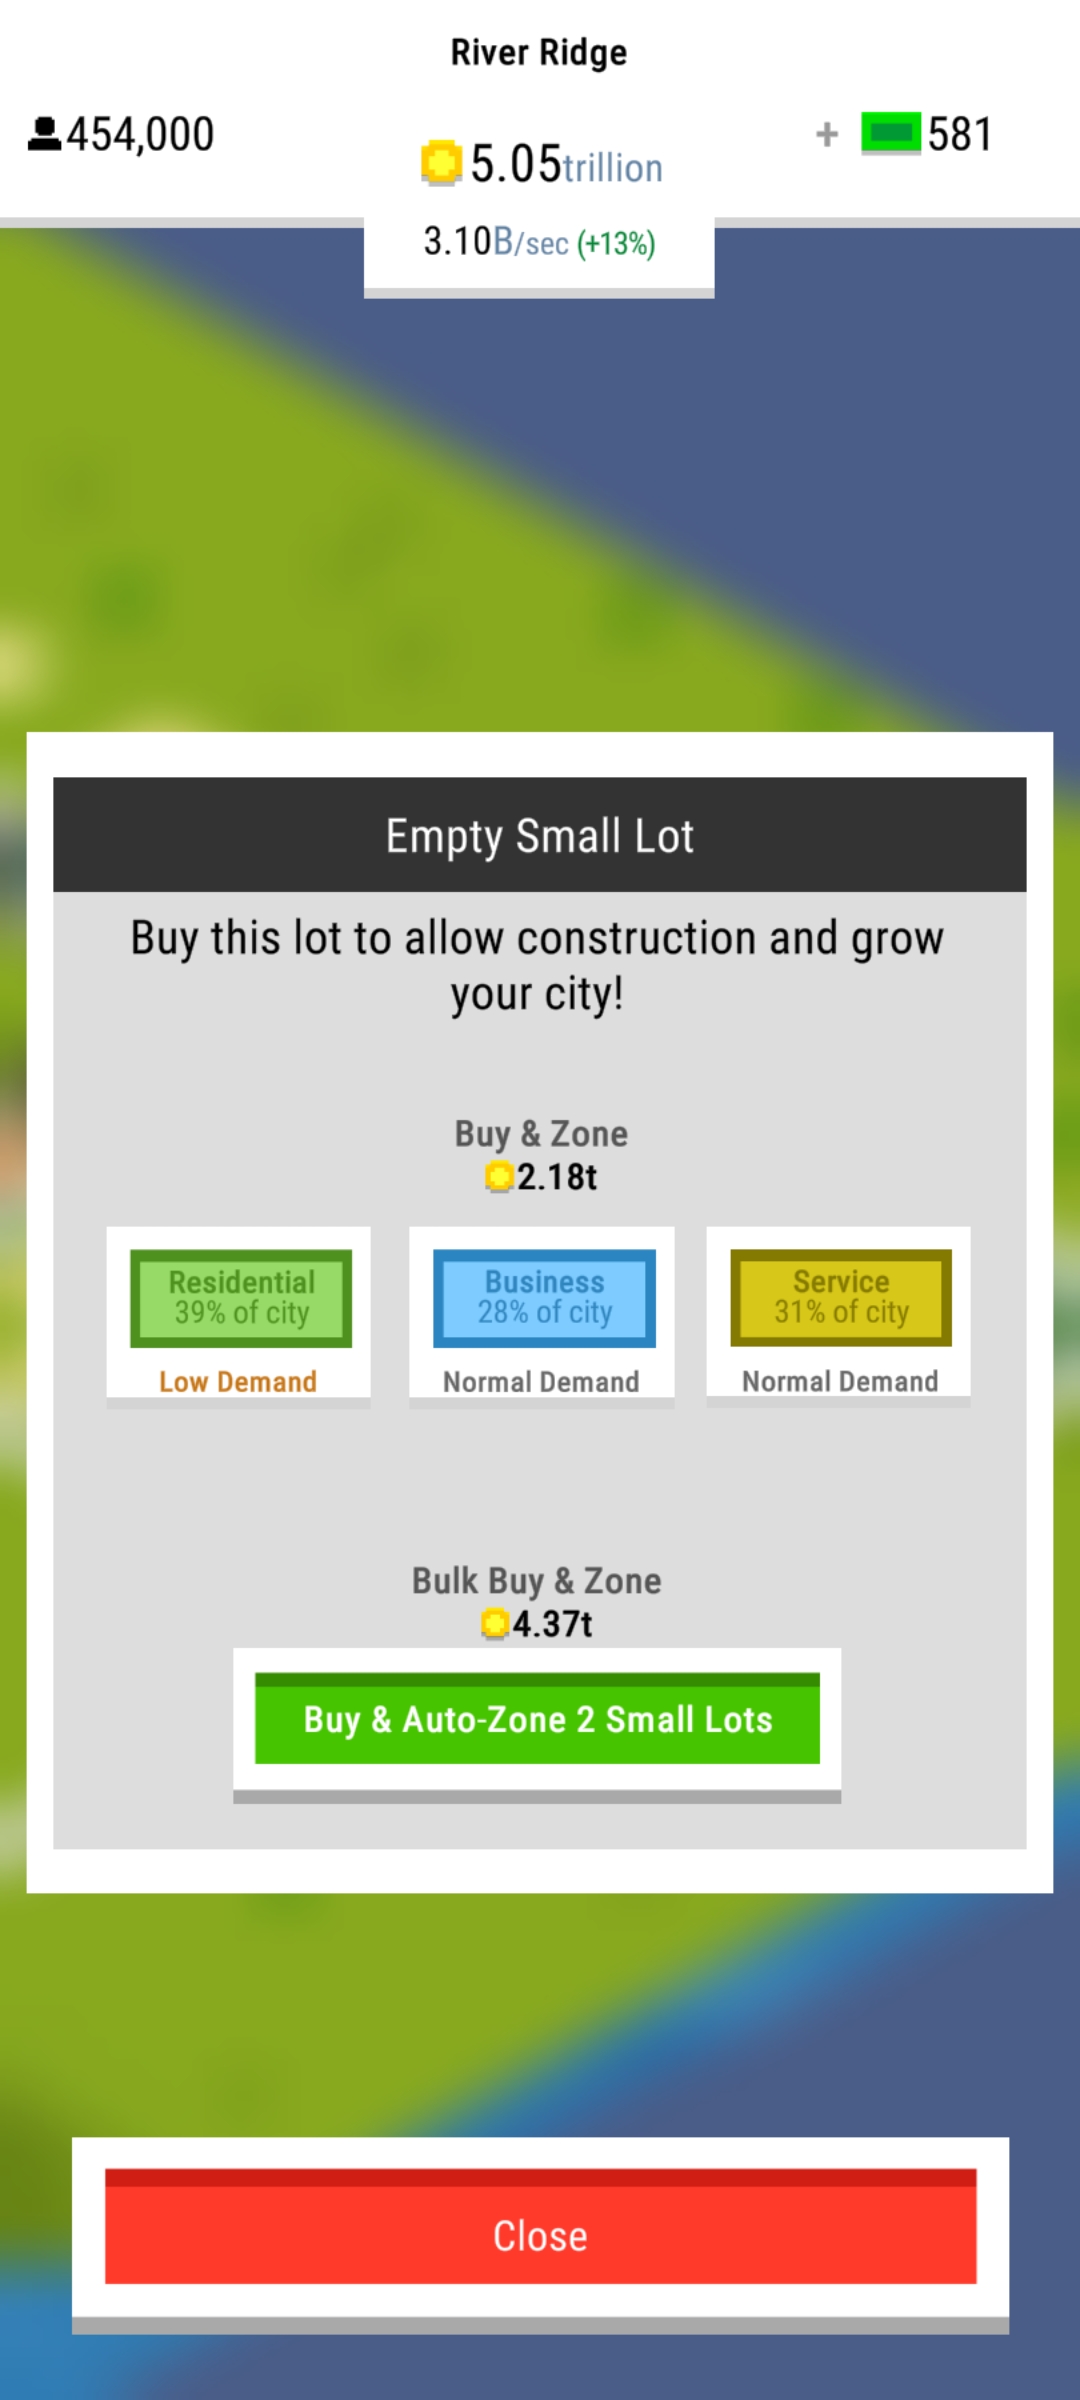 River Ridge
454,000
5.05trillion
+ 581
3.10B/sec (+13%)
Empty Small Lot
Buy this lot to allow construction and grow
your city!
Buy & Zone
2.18t
Residential
39% of city
Low Demand
Business
28% of city
Normal Demand
Service
31% of city
Normal Demand
Bulk Buy & Zone
4.37t
Buy & Auto-Zone 2 Small Lots
Close